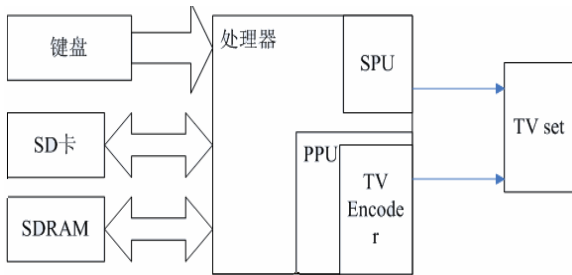 键盘
处理器
SPU
SD卡
TV set
PPU
TV
Encode
r
SDRAM